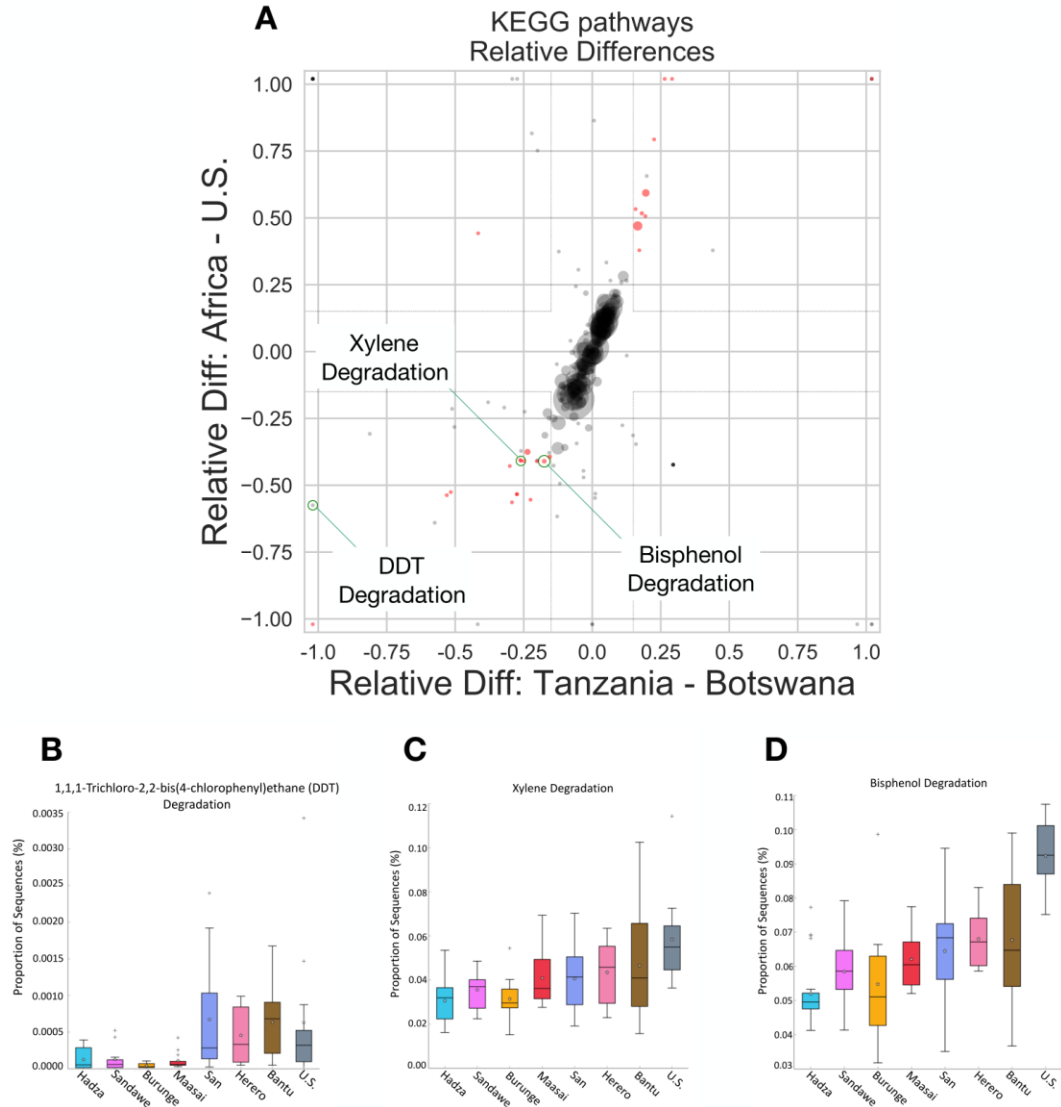 A
KEGG pathways
Relative Differences
Relative Diff: Africa - U.S.
1.00
0.75
0.50
0.25
0.00
−0.25
−0.50
−0.75
−1.00
Xylene
Degradation
DDT
Degradation
Bisphenol
Degradation
-1.0
-0.75
-0.50
-0.25
0.0
0.25
0.50
0.75
1.0
Relative Diff: Tanzania - Botswana
B
1,1,1-Trichloro-2,2-bis(4-chlorophenyl)ethane (DDT)
Degradation
Proportion of Sequences (%)
0.0035
0.0030
0.0025
0.0020
0.0015
0.0010
0.0005
0.0000
Hadza
Sandawe
Burunge
Maasai
San
Herero
Bantu
U.S.
C
Xylene Degradation
Proportion of Sequences (%)
0.12
0.10
0.08
0.06
0.04
0.02
0.00
Hadza
Sandawe
Burunge
Maasai
San
Herero
Bantu
U.S.
D
Bisphenol Degradation
Proportion of Sequences (%)
0.11
0.10
0.09
0.08
0.07
0.06
0.05
0.04
0.03
Hadza
Sandawe
Burunge
Maasai
San
Herero
Bantu
U.S.